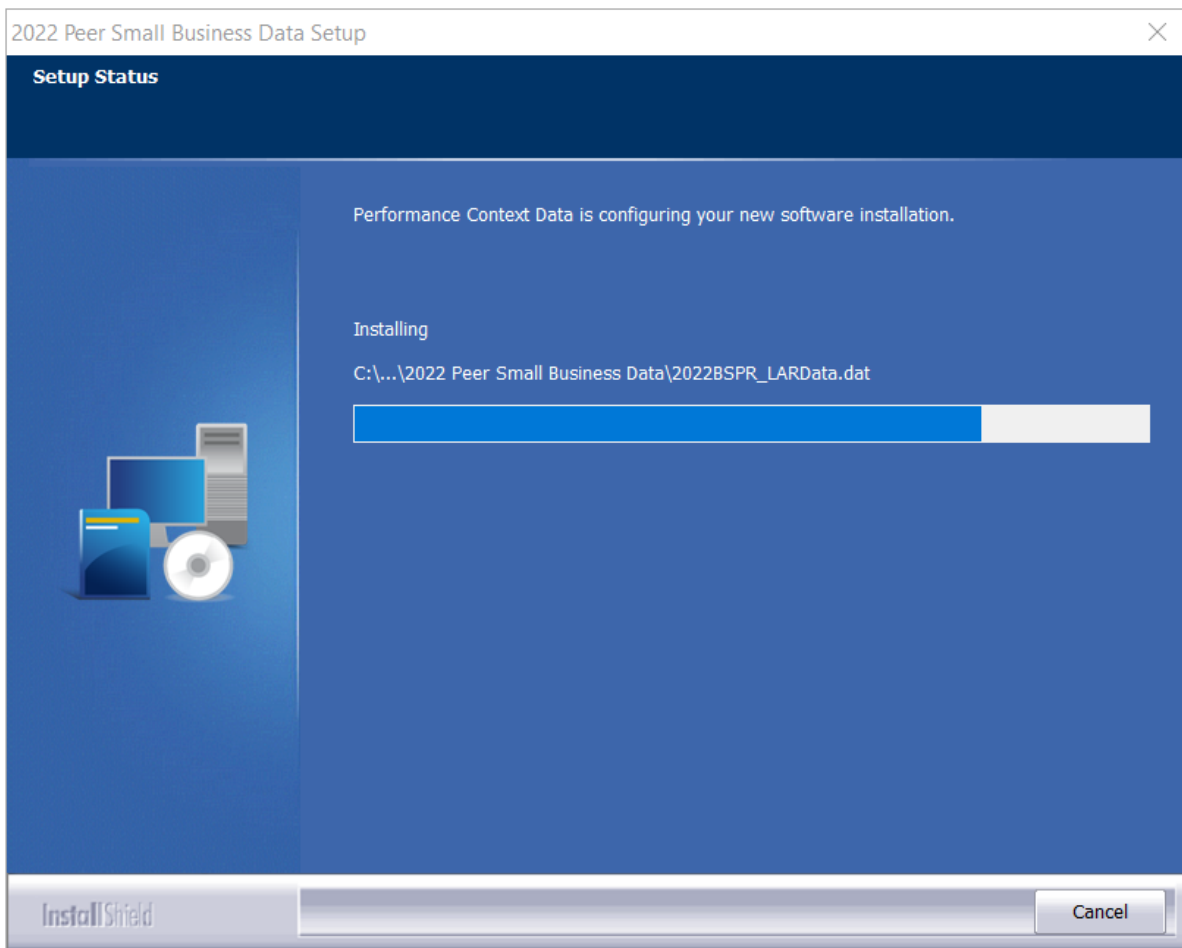 2022 Peer Small Business Data Setup
Setup Status
Performance Context Data is configuring your new software installation.
Installing
C:\...\2022 Peer Small Business Data\2022BSPR_LARData.dat
InstallShield
Cancel